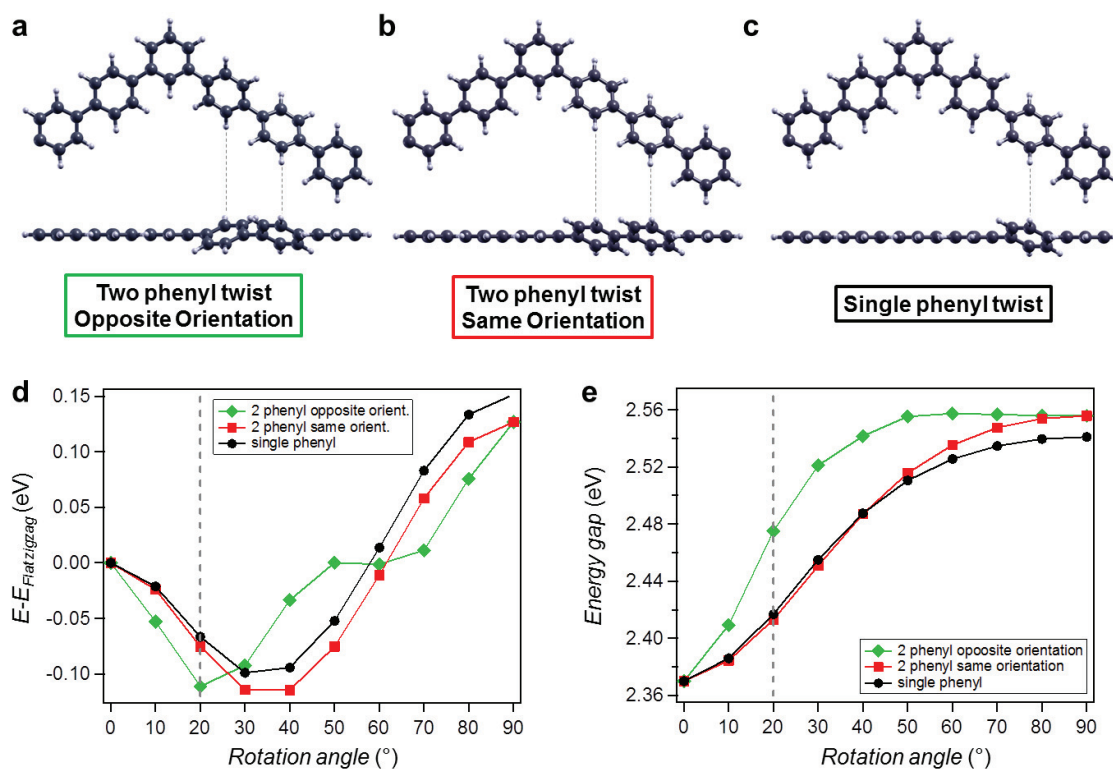 a
b
c
Two phenyl twist
Opposite Orientation
Two phenyl twist
Same Orientation
Single phenyl twist
d
0.15
0.10
0.05
0.00
-0.05
-0.10
E-E_Flatzigzag (eV)
2 phenyl opposite orient.
2 phenyl same orient.
single phenyl
0 10 20 30 40 50 60 70 80 90
Rotation angle (°)
e
2.56
2.52
2.48
2.44
2.40
2.36
Energy gap (eV)
2 phenyl opposite orientation
2 phenyl same orientation
single phenyl
0 10 20 30 40 50 60 70 80 90
Rotation angle (°)